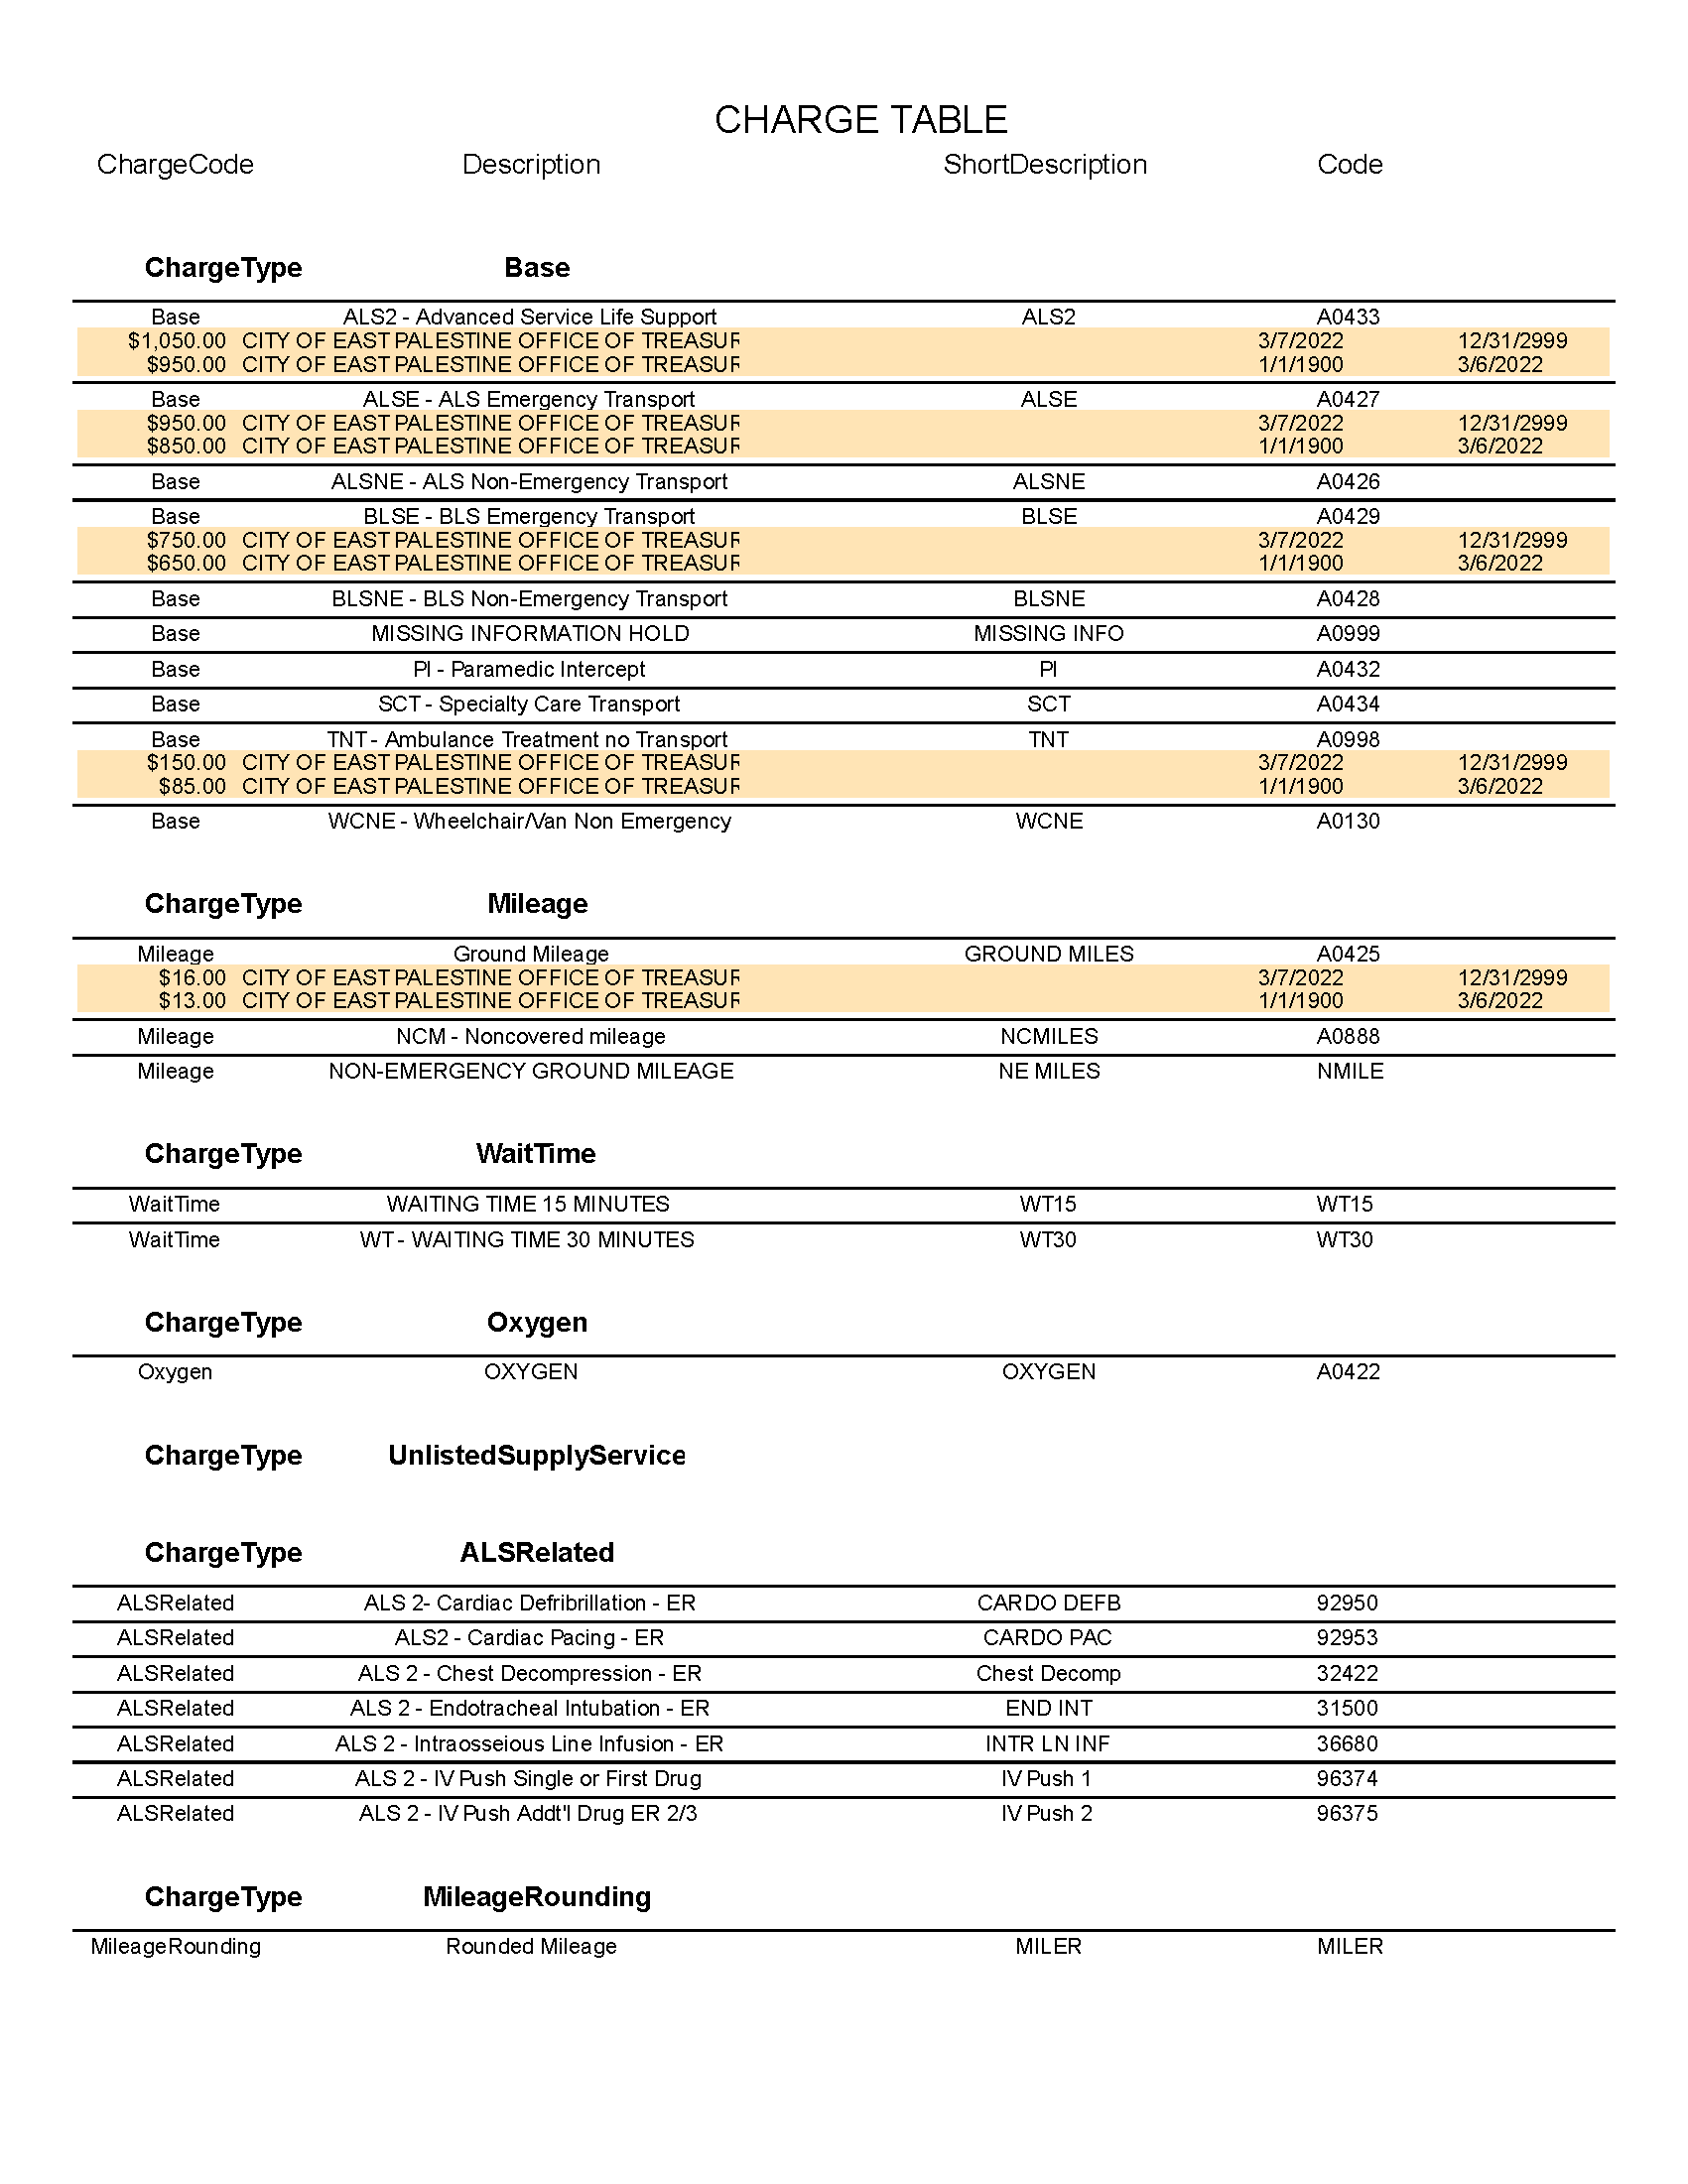 CHARGE TABLE
ChargeCode Description ShortDescription Code
ChargeType Base
Base ALS2 - Advanced Service Life Support ALS2 A0433
$1,050.00 CITY OF EAST PALESTINE OFFICE OF TREASUR 3/7/2022 12/31/2999
$950.00 CITY OF EAST PALESTINE OFFICE OF TREASUR 1/1/1900 3/6/2022
Base ALSE - ALS Emergency Transport ALSE A0427
$950.00 CITY OF EAST PALESTINE OFFICE OF TREASUR 3/7/2022 12/31/2999
$850.00 CITY OF EAST PALESTINE OFFICE OF TREASUR 1/1/1900 3/6/2022
Base ALSNE - ALS Non-Emergency Transport ALSNE A0426
Base BLSE - BLS Emergency Transport BLSE A0429
$750.00 CITY OF EAST PALESTINE OFFICE OF TREASUR 3/7/2022 12/31/2999
$650.00 CITY OF EAST PALESTINE OFFICE OF TREASUR 1/1/1900 3/6/2022
Base BLSNE - BLS Non-Emergency Transport BLSNE A0428
Base MISSING INFORMATION HOLD MISSING INFO A0999
Base PI - Paramedic Intercept PI A0432
Base SCT - Specialty Care Transport SCT A0434
Base TNT - Ambulance Treatment no Transport TNT A0998
$150.00 CITY OF EAST PALESTINE OFFICE OF TREASUR 3/7/2022 12/31/2999
$85.00 CITY OF EAST PALESTINE OFFICE OF TREASUR 1/1/1900 3/6/2022
Base WCNE - Wheelchair/Van Non Emergency WCNE A0130
ChargeType Mileage
Mileage Ground Mileage GROUND MILES A0425
$16.00 CITY OF EAST PALESTINE OFFICE OF TREASUR 3/7/2022 12/31/2999
$13.00 CITY OF EAST PALESTINE OFFICE OF TREASUR 1/1/1900 3/6/2022
Mileage NCM - Noncovered mileage NCMILES A0888
Mileage NON-EMERGENCY GROUND MILEAGE NE MILES NMILE
ChargeType WaitTime
WaitTime WAITING TIME 15 MINUTES WT15 WT15
WaitTime WT - WAITING TIME 30 MINUTES WT30 WT30
ChargeType Oxygen
Oxygen OXYGEN OXYGEN A0422
ChargeType UnlistedSupplyService
ChargeType ALSRelated
ALSRelated ALS 2- Cardiac Defribrillation - ER CARDO DEFB 92950
ALSRelated ALS2 - Cardiac Pacing - ER CARDO PAC 92953
ALSRelated ALS 2 - Chest Decompression - ER Chest Decomp 32422
ALSRelated ALS 2 - Endotracheal Intubation - ER END INT 31500
ALSRelated ALS 2 - Intraosseious Line Infusion - ER INTR LN INF 36680
ALSRelated ALS 2 - IV Push Single or First Drug IV Push 1 96374
ALSRelated ALS 2 - IV Push Addt'l Drug ER 2/3 IV Push 2 96375
ChargeType MileageRounding
MileageRounding Rounded Mileage MILER MILER